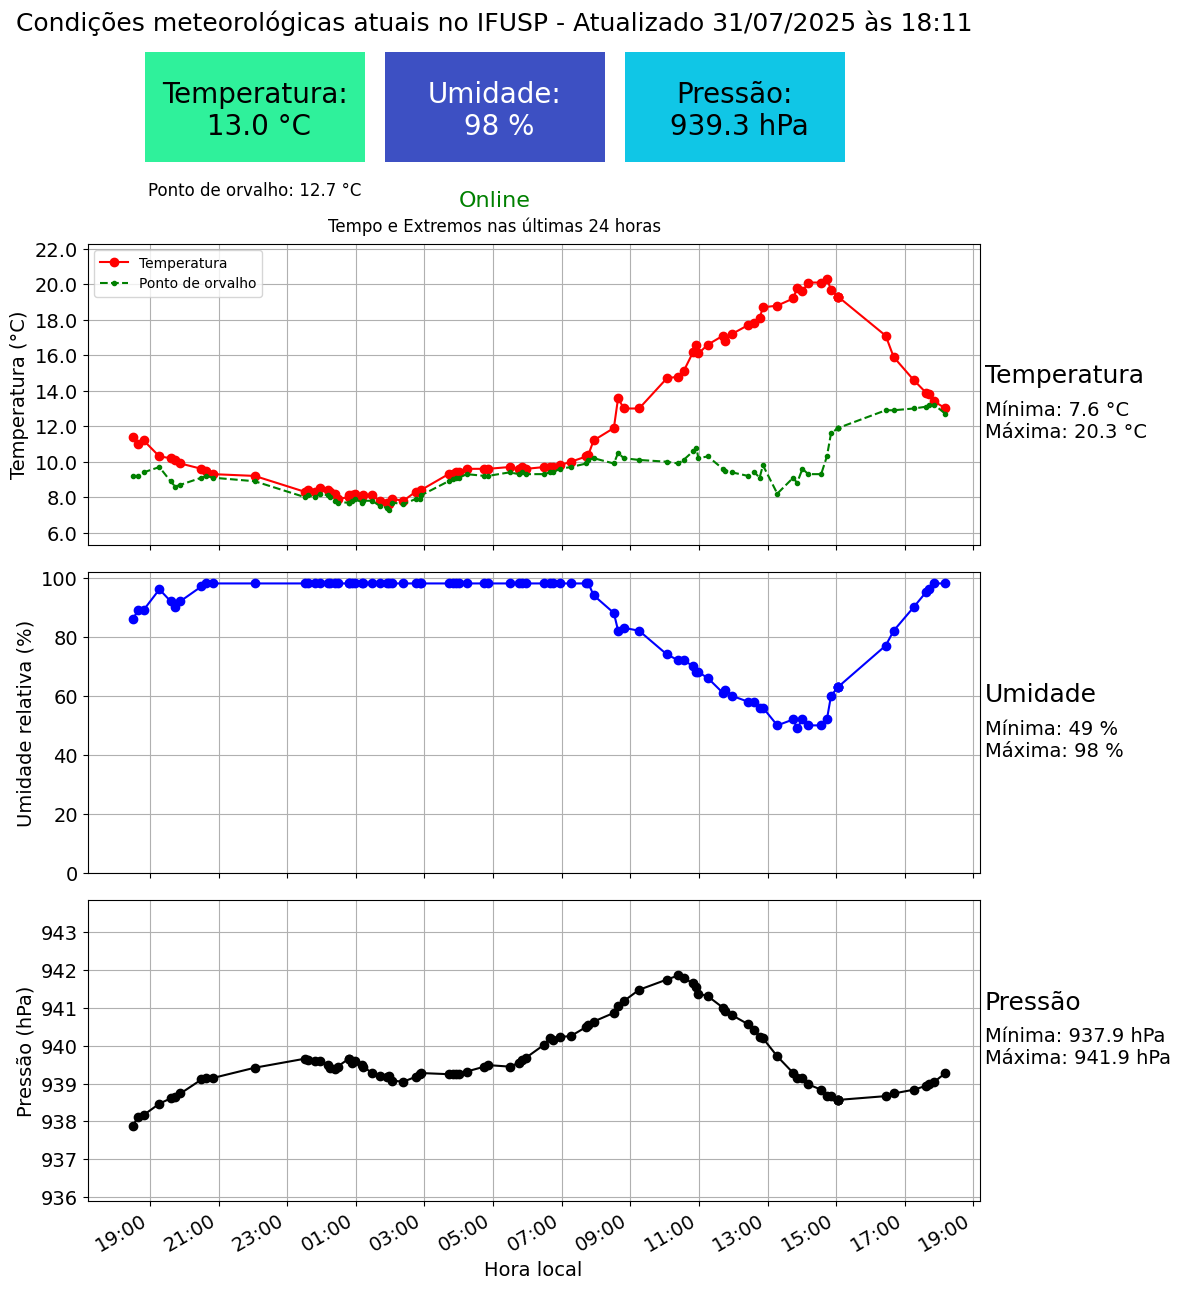 Condições meteorológicas atuais no IFUSP - Atualizado 31/07/2025 às 18:11
Temperatura:
13.0 °C
Umidade:
98 %
Pressão:
939.3 hPa
Ponto de orvalho: 12.7 °C
Online
Tempo e Extremos nas últimas 24 horas
Temperatura (°C)
22.0
20.0
18.0
16.0
14.0
12.0
10.0
8.0
6.0
Temperatura
Ponto de orvalho
Temperatura
Mínima: 7.6 °C
Máxima: 20.3 °C
Umidade relativa (%)
100
80
60
40
20
0
Umidade
Mínima: 49 %
Máxima: 98 %
Pressão (hPa)
943
942
941
940
939
938
937
936
Pressão
Mínima: 937.9 hPa
Máxima: 941.9 hPa
19:00 21:00 23:00 01:00 03:00 05:00 07:00 09:00 11:00 13:00 15:00 17:00 19:00
Hora local